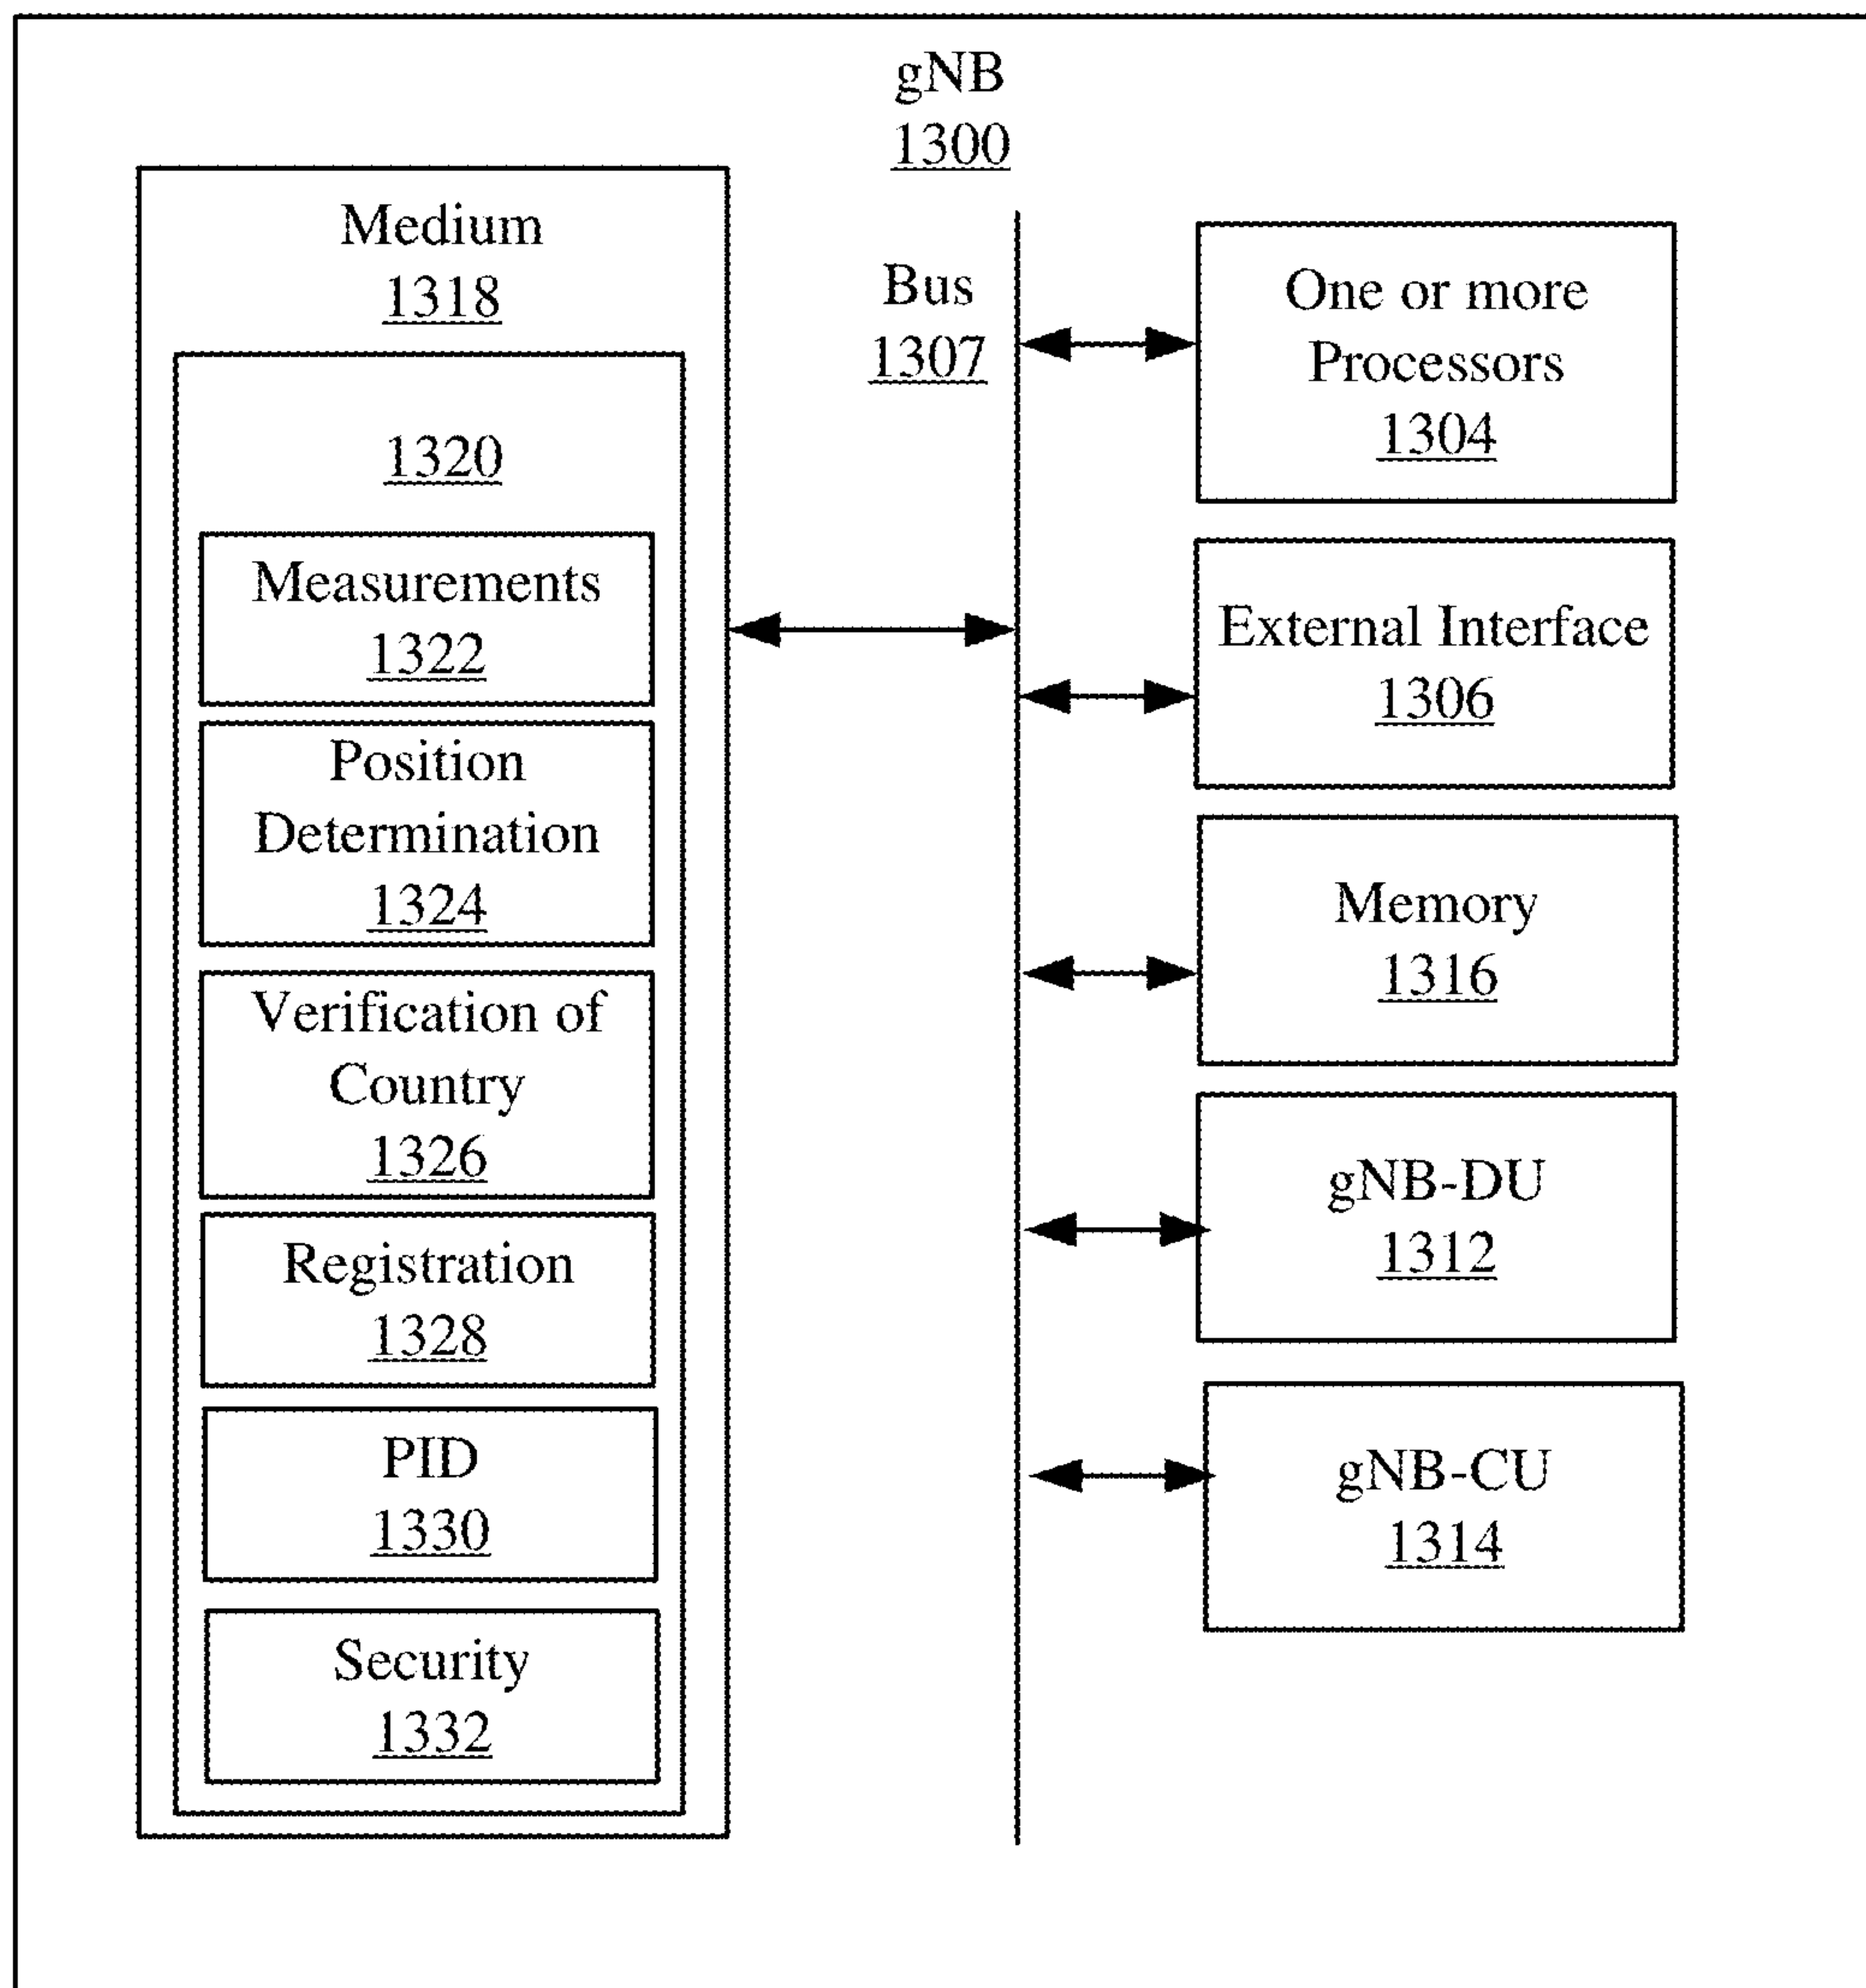 gNB
1300
Medium
1318
1320
Measurements
1322
Position
Determination
1324
Verification of
Country
1326
Registration
1328
PID
1330
Security
1332
Bus
1307
One or more
Processors
1304
External Interface
1306
Memory
1316
gNB-DU
1312
gNB-CU
1314